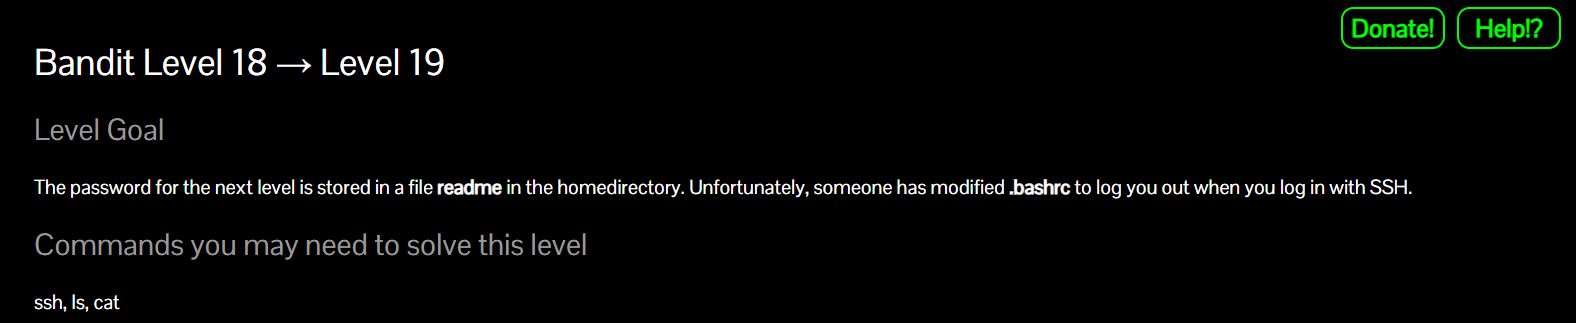 Donate! Help!?
Bandit Level 18 → Level 19
Level Goal
The password for the next level is stored in a file readme in the homedirectory. Unfortunately, someone has modified .bashrc to log you out when you log in with SSH.
Commands you may need to solve this level
ssh, ls, cat